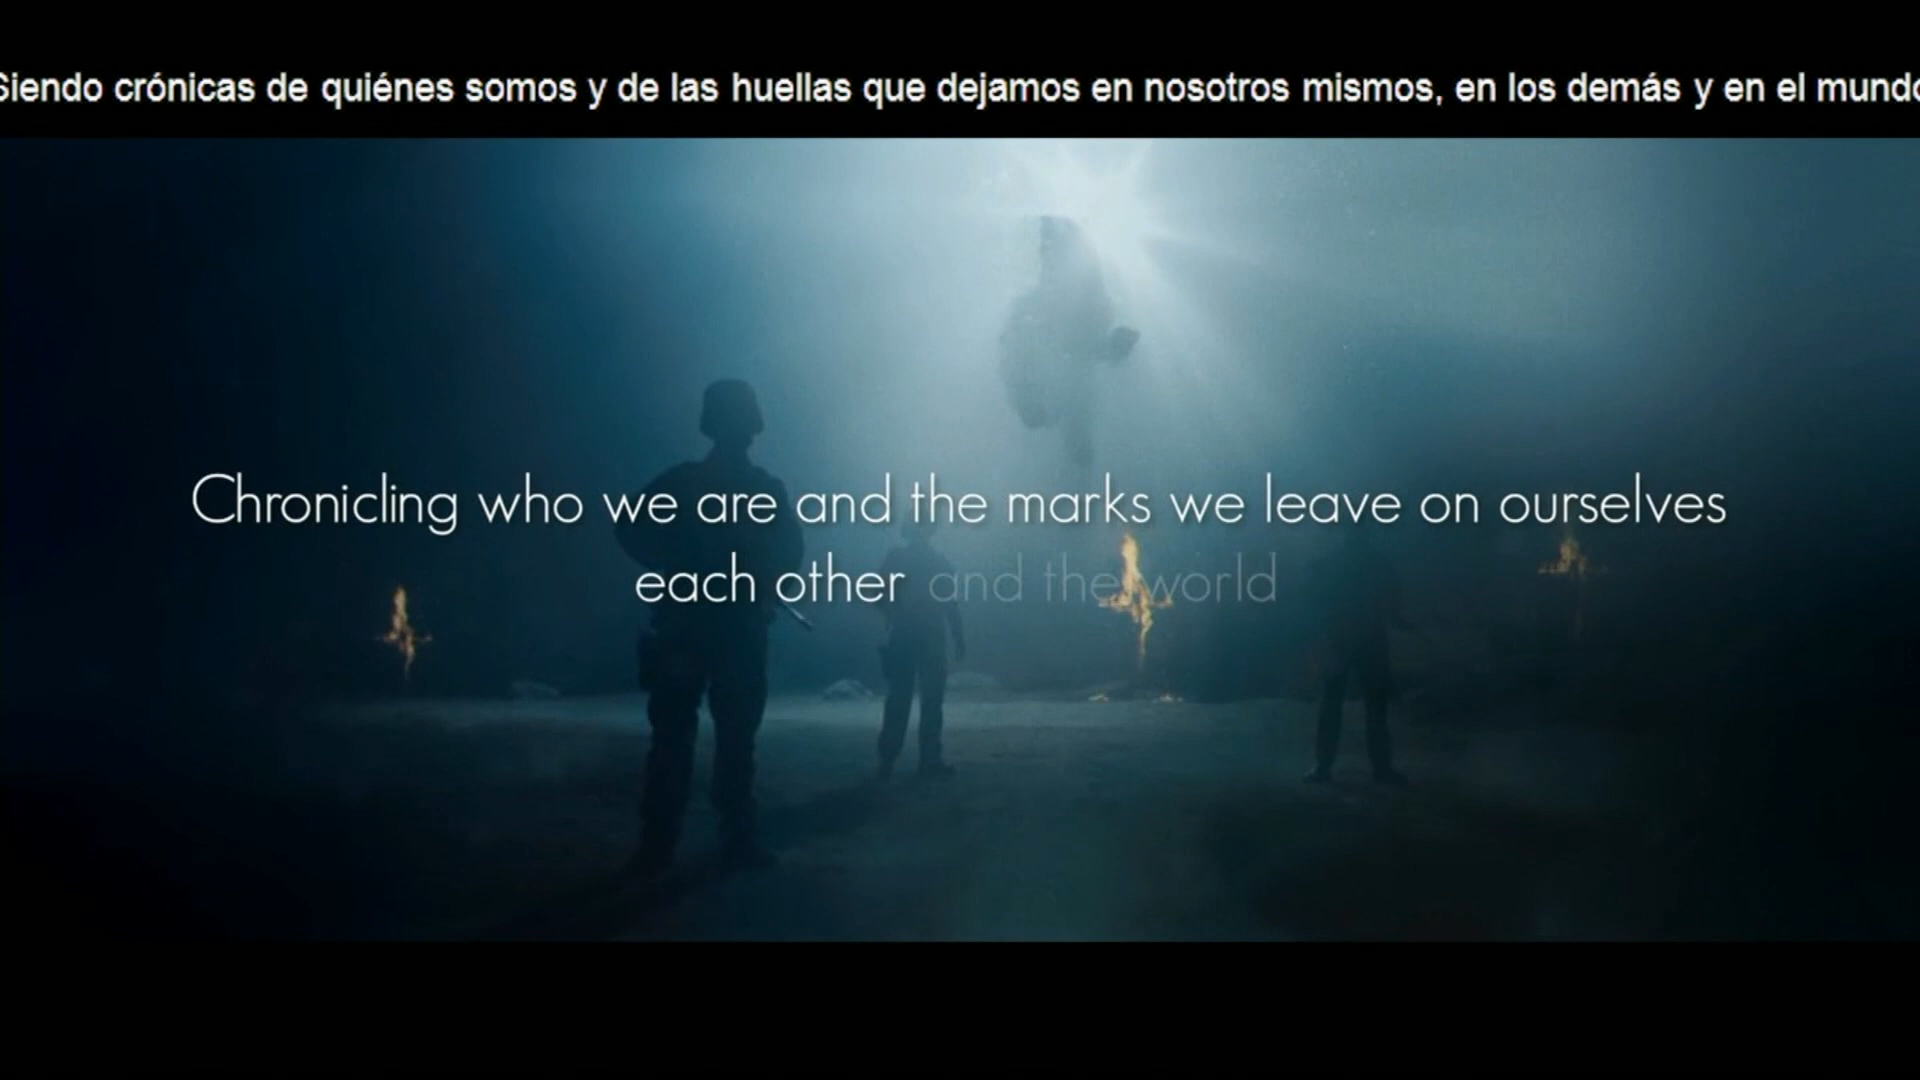 Siendo crónicas de quiénes somos y de las huellas que dejamos en nosotros mismos, en los demás y en el mundo
Chronicling who we are and the marks we leave on ourselves
each other and the world